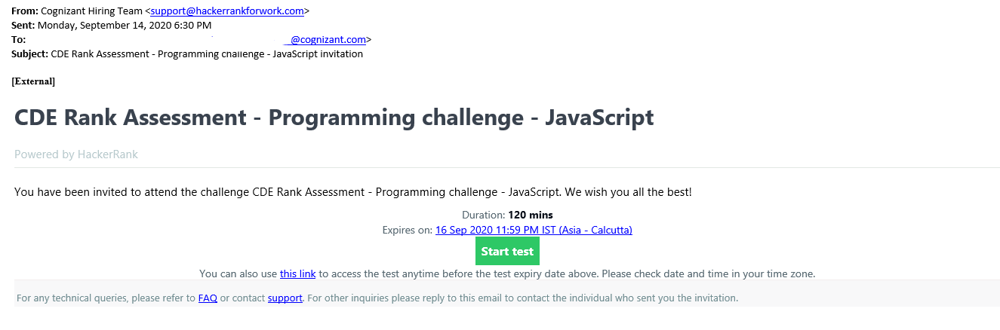 From: Cognizant Hiring Team <support@hackerrankforwork.com>
Sent: Monday, September 14, 2020 6:30 PM
To: @cognizant.com>
Subject: CDE Rank Assessment - Programming challenge - JavaScript invitation
[External]
CDE Rank Assessment - Programming challenge - JavaScript
Powered by HackerRank
You have been invited to attend the challenge CDE Rank Assessment - Programming challenge - JavaScript. We wish you all the best!
Duration: 120 mins
Expires on: 16 Sep 2020 11:59 PM IST (Asia - Calcutta)
Start test
You can also use this link to access the test anytime before the test expiry date above. Please check date and time in your time zone.
For any technical queries, please refer to FAQ or contact support. For other inquiries please reply to this email to contact the individual who sent you the invitation.